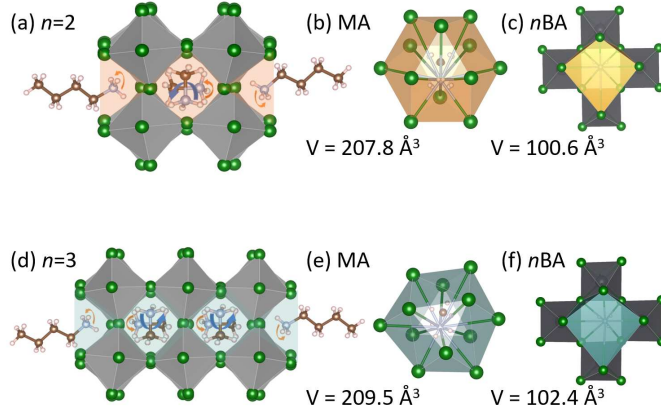 (a) n=2
(b) MA
(c) nBA
V = 207.8 Å³
V = 100.6 Å³
(d) n=3
(e) MA
(f) nBA
V = 209.5 Å³
V = 102.4 Å³